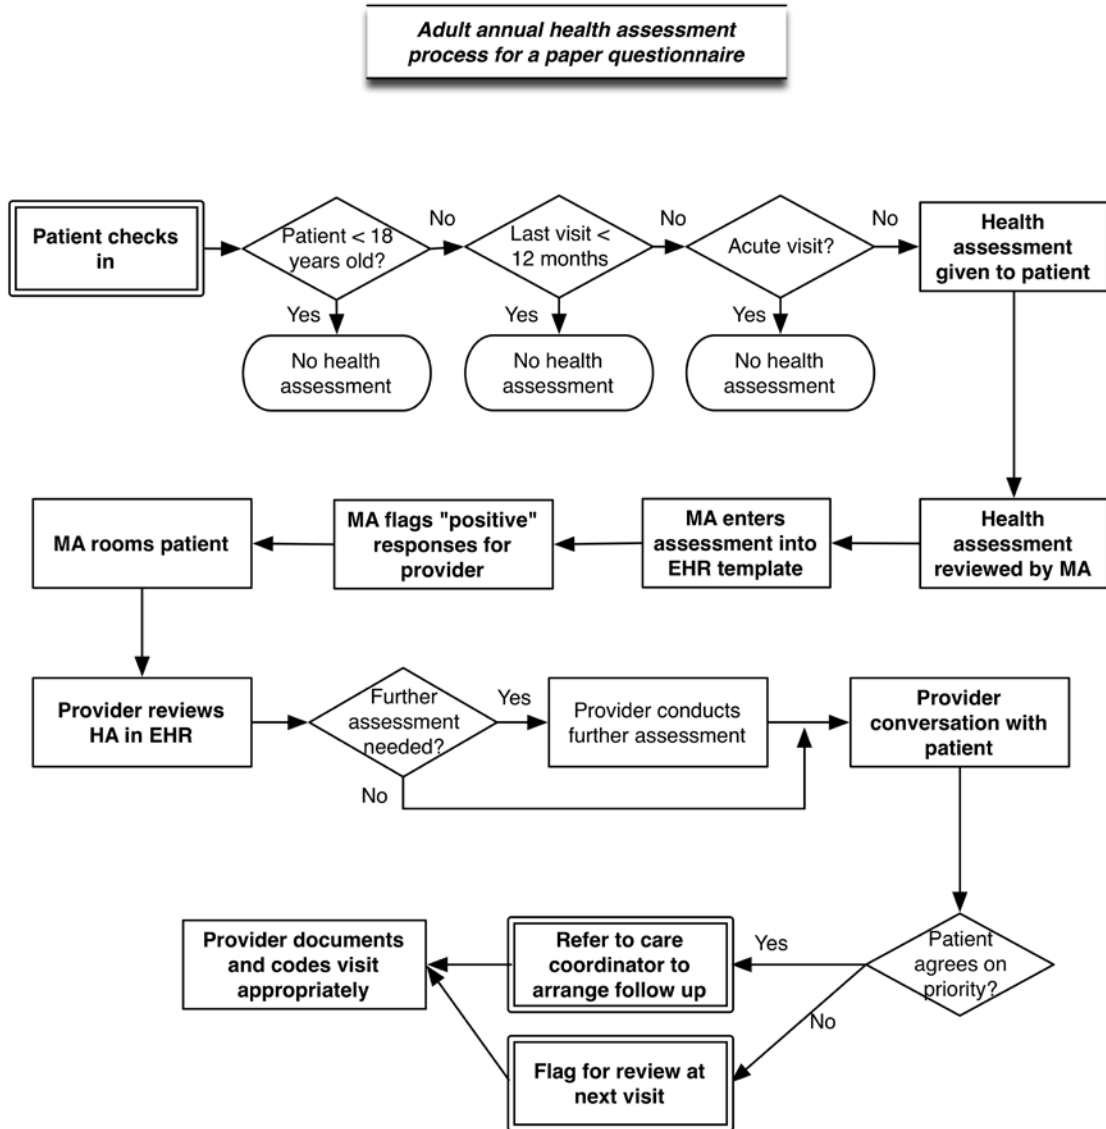 Adult annual health assessment
process for a paper questionnaire
Patient checks
in
Patient < 18
years old?
No
Last visit <
12 months
No
Acute visit?
No
Health
assessment
given to patient
Yes
No health
assessment
Yes
No health
assessment
Yes
No health
assessment
MA rooms patient
MA flags "positive"
responses for
provider
MA enters
assessment into
EHR template
Health
assessment
reviewed by MA
Provider reviews
HA in EHR
Further
assessment
needed?
Yes
No
Provider conducts
further assessment
Provider
conversation with
patient
Provider documents
and codes visit
appropriately
Refer to care
coordinator to
arrange follow up
Yes
Patient
agrees on
priority?
No
Flag for review at
next visit